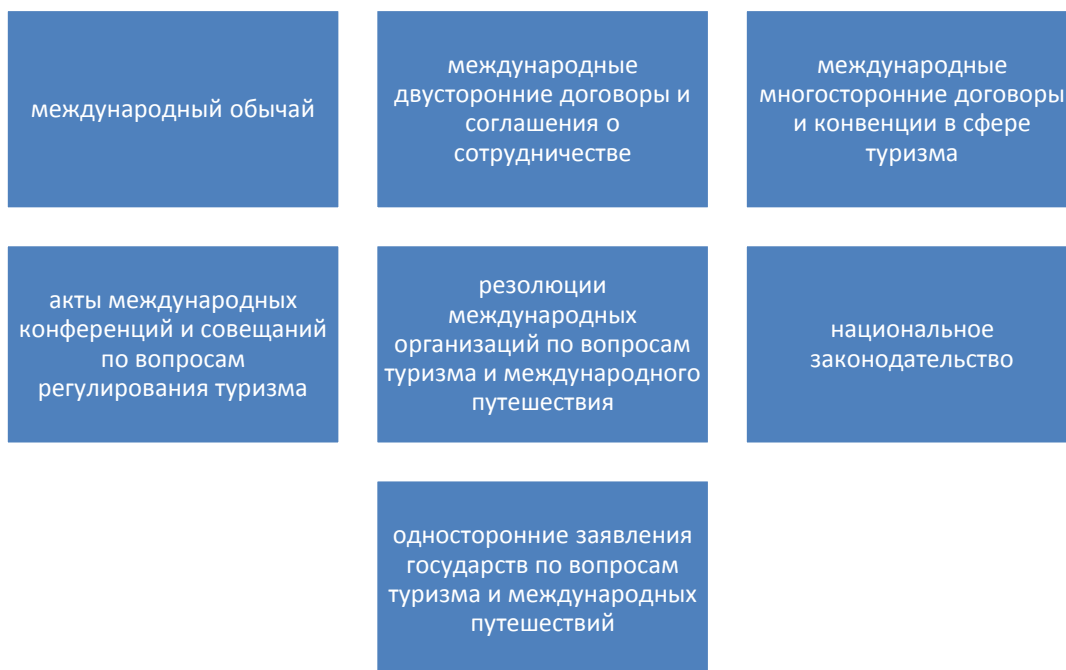 международный обычай
международные
двусторонние договоры и
соглашения о
сотрудничестве
международные
многосторонние договоры
и конвенции в сфере
туризма
акты международных
конференций и совещаний
по вопросам
регулирования туризма
резолюции
международных
организаций по вопросам
туризма и международного
путешествия
национальное
законодательство
односторонние заявления
государств по вопросам
туризма и международных
путешествий